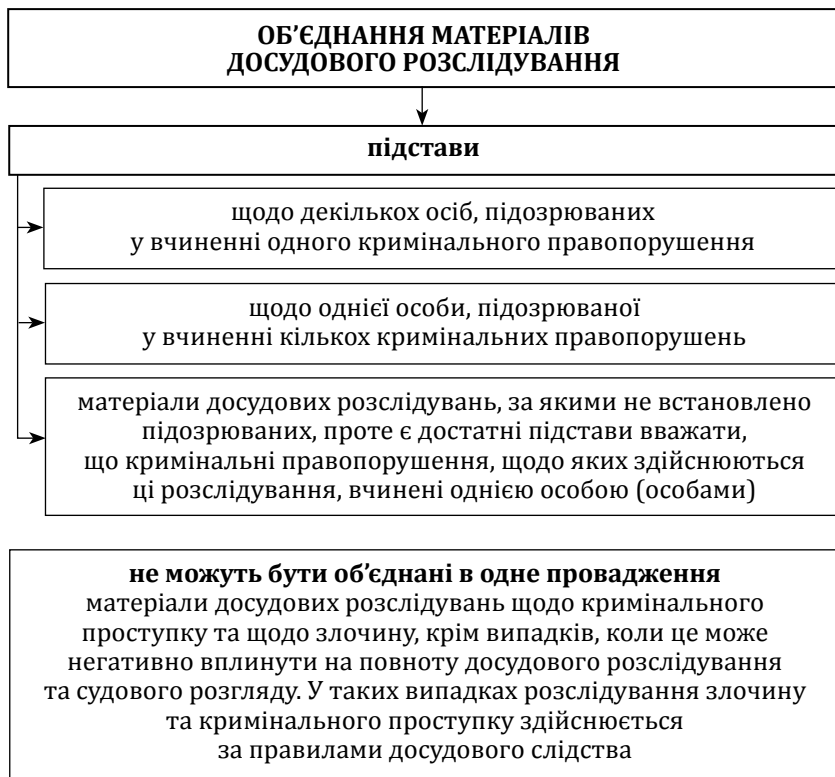 ОБ’ЄДНАННЯ МАТЕРІАЛІВ
ДОСУДОВОГО РОЗСЛІДУВАННЯ
підстави
щодо декількох осіб, підозрюваних
у вчиненні одного кримінального правопорушення
щодо однієї особи, підозрюваної
у вчиненні кількох кримінальних правопорушень
матеріали досудових розслідувань, за якими не встановлено
підозрюваних, проте є достатні підстави вважати,
що кримінальні правопорушення, щодо яких здійснюються
ці розслідування, вчинені однією особою (особами)
не можуть бути об’єднані в одне провадження
матеріали досудових розслідувань щодо кримінального
проступку та щодо злочину, крім випадків, коли це може
негативно вплинути на повноту досудового розслідування
та судового розгляду. У таких випадках розслідування злочину
та кримінального проступку здійснюється
за правилами досудового слідства